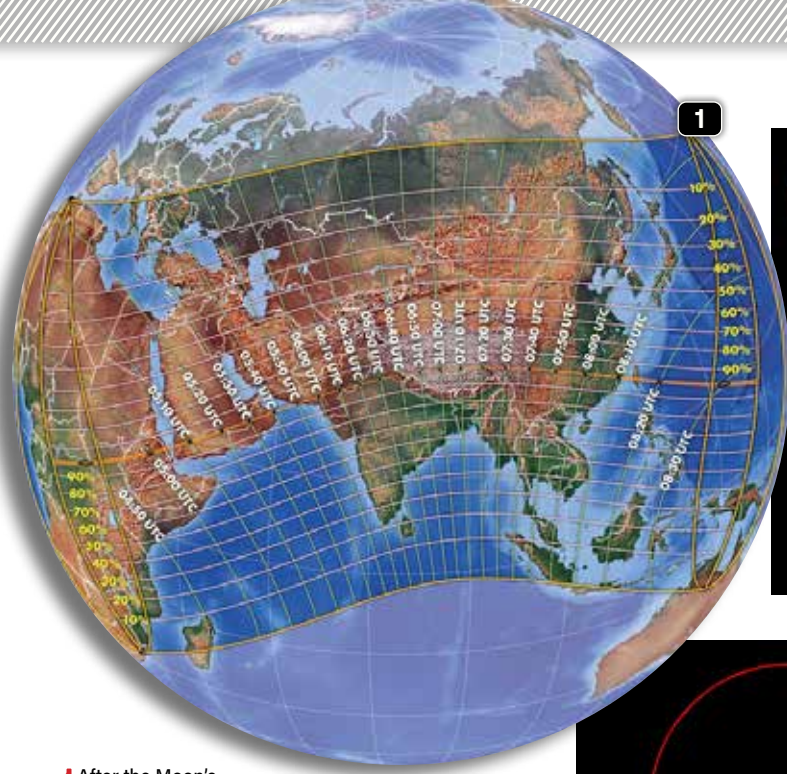 1
10%
20%
30%
40%
50%
60%
70%
80%
90%
04:50 UTC
05:00 UTC
05:10 UTC
05:20 UTC
05:30 UTC
05:40 UTC
05:50 UTC
06:00 UTC
06:10 UTC
06:20 UTC
06:30 UTC
06:40 UTC
06:50 UTC
07:00 UTC
07:10 UTC
07:20 UTC
07:30 UTC
07:40 UTC
07:50 UTC
08:00 UTC
08:10 UTC
08:20 UTC
08:30 UTC
90%
80%
70%
60%
50%
40%
30%
20%
10%
After the Moon's